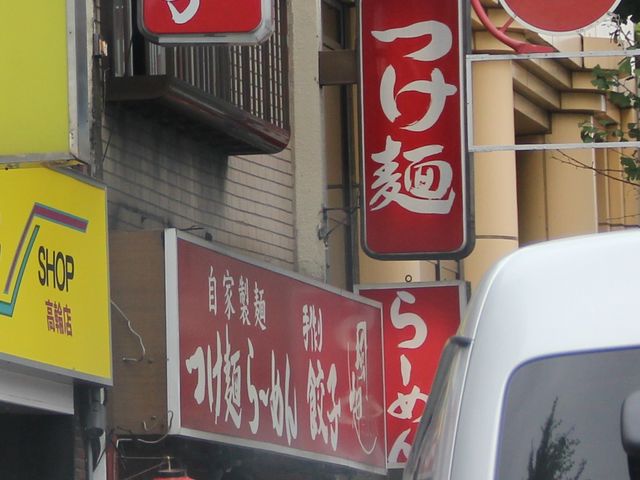 つけ麺
SHOP
高輪店
自家製麺
つけ麺らーめん
手作り
餃子
らーめん